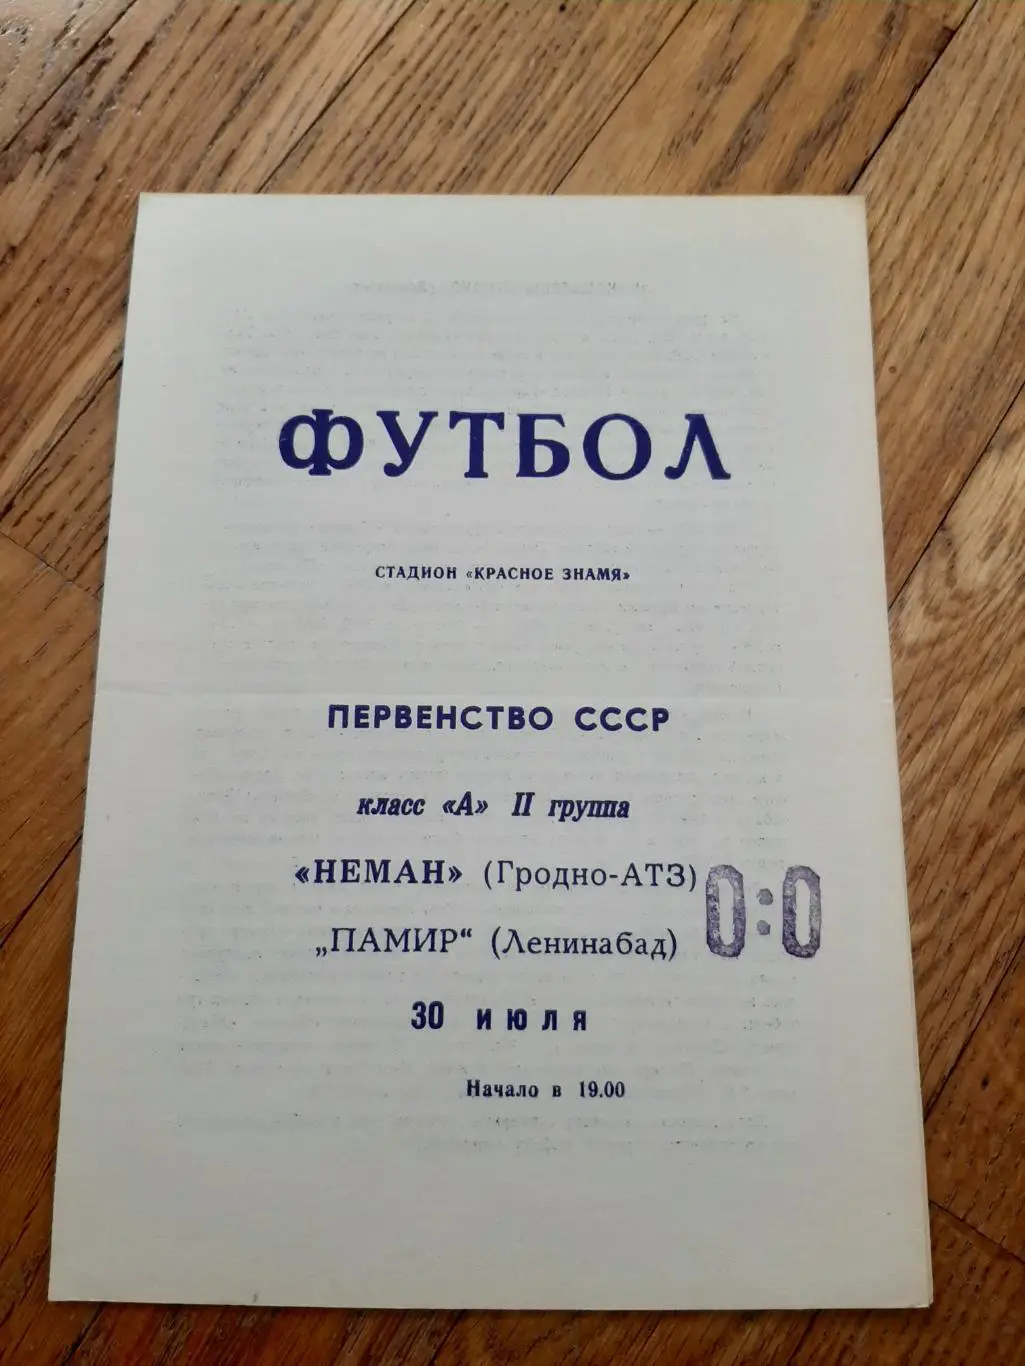 ФУТБОЛ
СТАДИОН «КРАСНОЕ ЗНАМЯ»
ПЕРВЕНСТВО СССР
класс «А» II группа
«НЕМАН» (Гродно-АТЗ)
„ПАМИР“ (Ленинабад)
0:0
30 ИЮЛЯ
Начало в 19.00